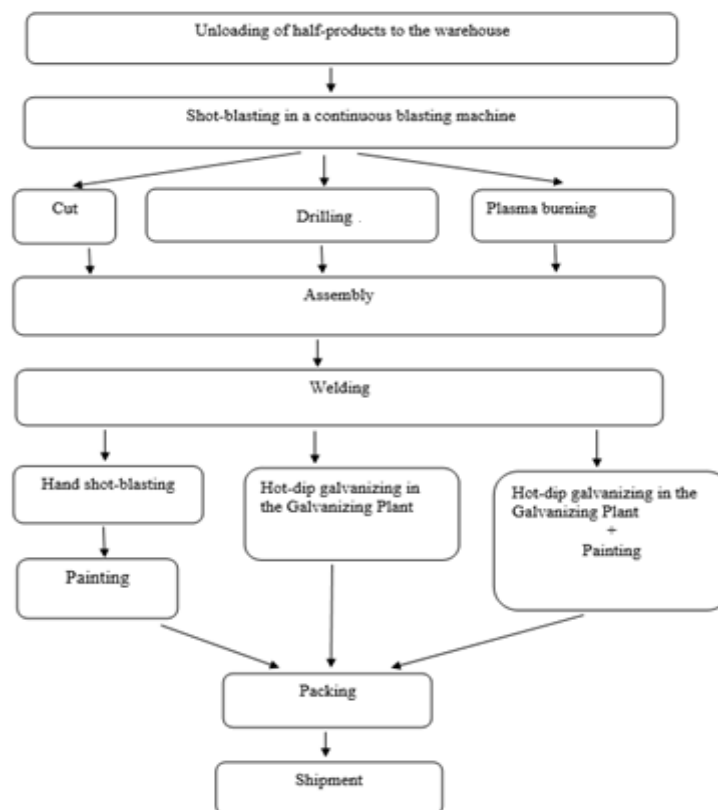 Unloading of half-products to the warehouse
Shot-blasting in a continuous blasting machine
Cut
Drilling .
Plasma burning
Assembly
Welding
Hand shot-blasting
Hot-dip galvanizing in
the Galvanizing Plant
Hot-dip galvanizing in the
Galvanizing Plant
+
Painting
Painting
Packing
Shipment